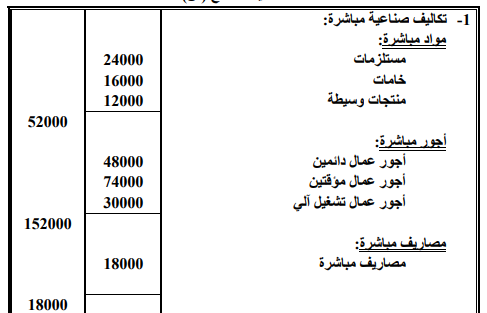 1- تكاليف صناعية مباشرة:
مواد مباشرة:
مستلزمات 24000
خامات 16000
منتجات وسيطة 12000
52000
أجور مباشرة:
أجور عمال دائمين 48000
أجور عمال مؤقتين 74000
أجور عمال تشغيل آلي 30000
152000
مصاريف مباشرة:
مصاريف مباشرة 18000
18000